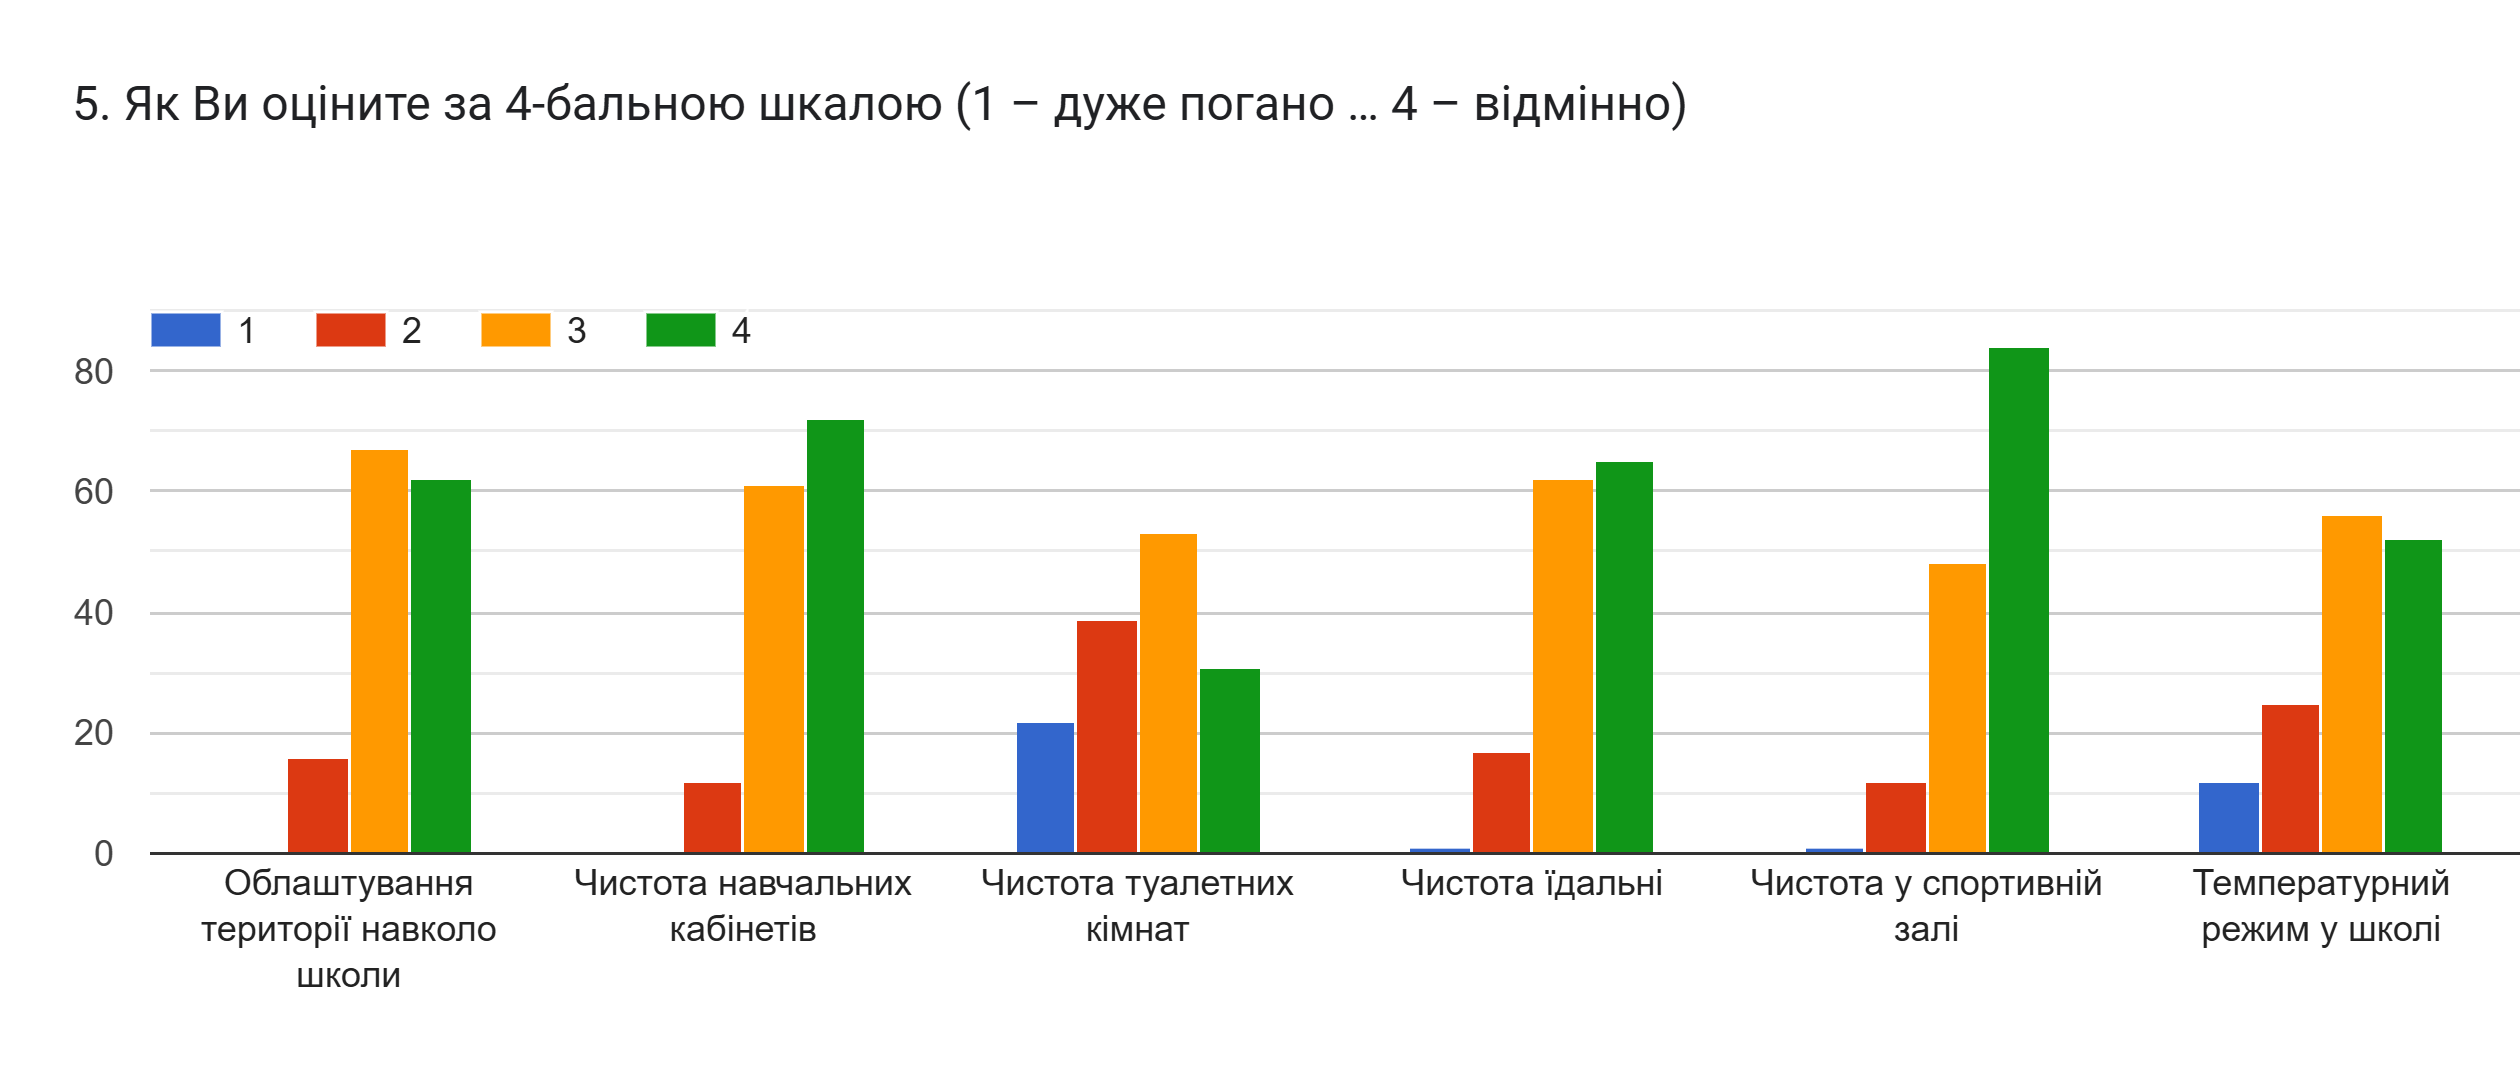 5. Як Ви оціните за 4-бальною шкалою (1 – дуже погано ... 4 – відмінно)
1 2 3 4
80
60
40
20
0
Облаштування
території навколо
школи
Чистота навчальних
кабінетів
Чистота туалетних
кімнат
Чистота їдальні
Чистота у спортивній
залі
Температурний
режим у школі